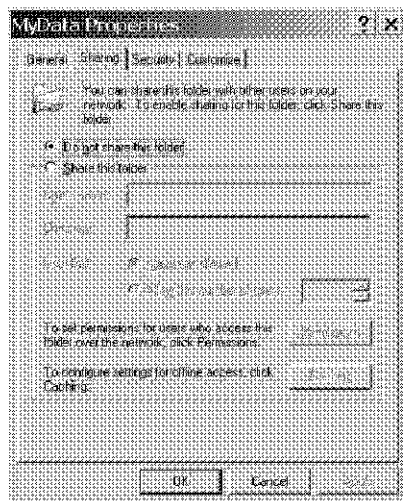 MyData Properties
General Sharing Security Customize
You can share this folder with other users on your
network. To enable sharing for this folder, click Share this
folder.
Do not share this folder
Share this folder
To set permissions for users who access this
folder over the network, click Permissions.
To configure settings for offline access, click
Caching.
OK Cancel